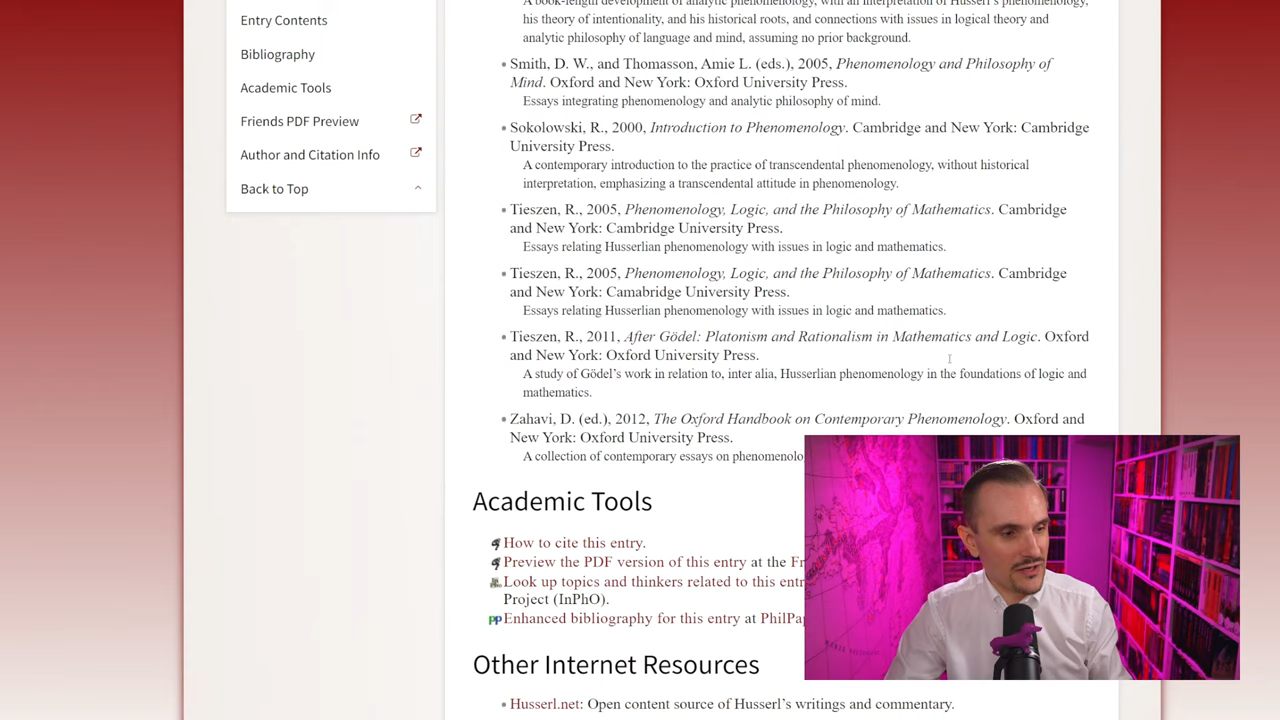 Entry Contents
Bibliography
Academic Tools
Friends PDF Preview
Author and Citation Info
Back to Top
A book-length development of analytic phenomenology, with an interpretation of Husserl's phenomenology,
his theory of intentionality, and his historical roots, and connections with issues in logical theory and
analytic philosophy of language and mind, assuming no prior background.
Smith, D. W., and Thomasson, Amie L. (eds.), 2005, Phenomenology and Philosophy of
Mind. Oxford and New York: Oxford University Press.
Essays integrating phenomenology and analytic philosophy of mind.
Sokolowski, R., 2000, Introduction to Phenomenology. Cambridge and New York: Cambridge
University Press.
A contemporary introduction to the practice of transcendental phenomenology, without historical
interpretation, emphasizing a transcendental attitude in phenomenology.
Tieszen, R., 2005, Phenomenology, Logic, and the Philosophy of Mathematics. Cambridge
and New York: Cambridge University Press.
Essays relating Husserlian phenomenology with issues in logic and mathematics.
Tieszen, R., 2005, Phenomenology, Logic, and the Philosophy of Mathematics. Cambridge
and New York: Camabridge University Press.
Essays relating Husserlian phenomenology with issues in logic and mathematics.
Tieszen, R., 2011, After Gödel: Platonism and Rationalism in Mathematics and Logic. Oxford
and New York: Oxford University Press.
A study of Gödel's work in relation to, inter alia, Husserlian phenomenology in the foundations of logic and
mathematics.
Zahavi, D. (ed.), 2012, The Oxford Handbook on Contemporary Phenomenology. Oxford and
New York: Oxford University Press.
A collection of contemporary essays on phenomenolo
Academic Tools
How to cite this entry.
Preview the PDF version of this entry at the Fr
Look up topics and thinkers related to this entr
Project (InPhO).
Enhanced bibliography for this entry at PhilPap
Other Internet Resources
Husserl.net: Open content source of Husserl's writings and commentary.